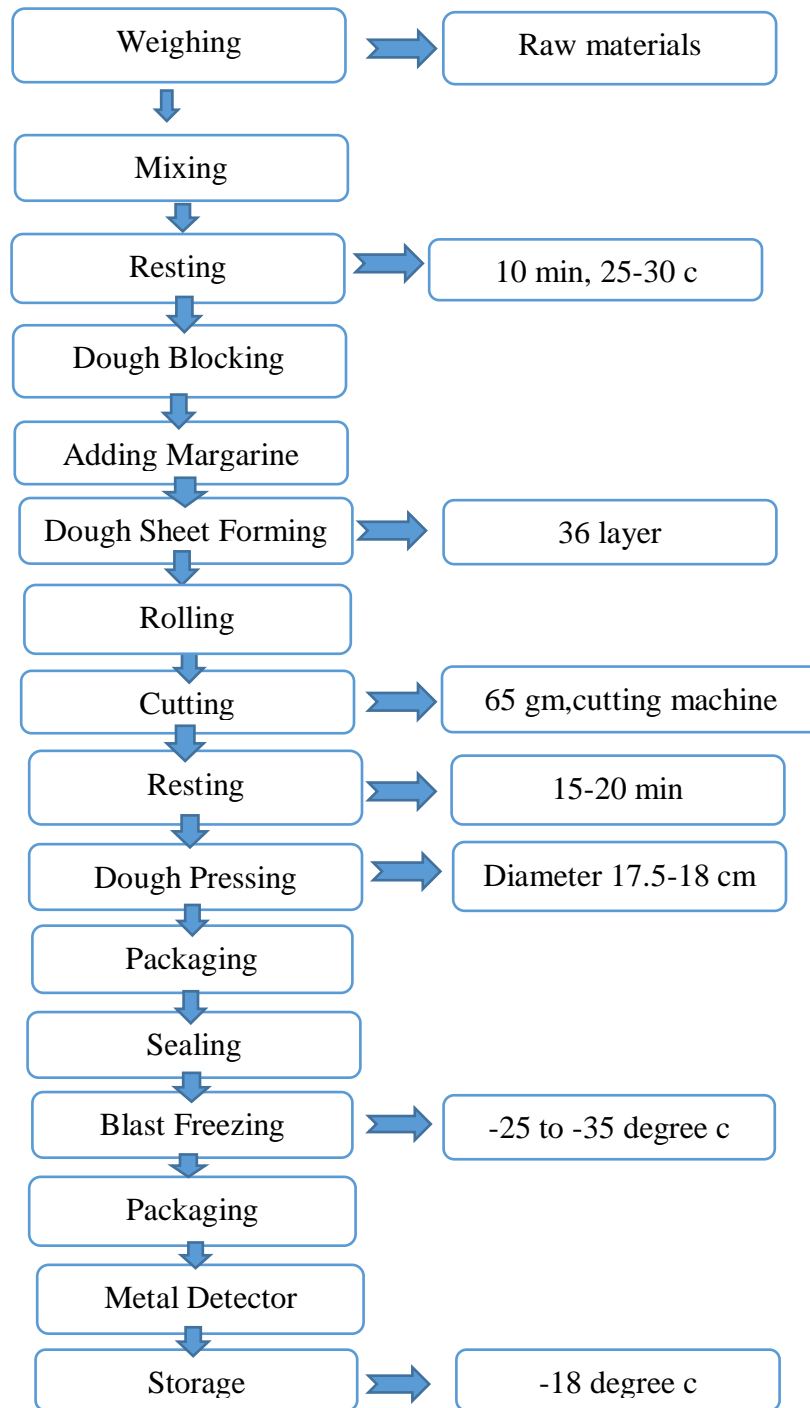 Weighing
Raw materials
Mixing
Resting
10 min, 25-30 c
Dough Blocking
Adding Margarine
Dough Sheet Forming
36 layer
Rolling
Cutting
65 gm,cutting machine
Resting
15-20 min
Dough Pressing
Diameter 17.5-18 cm
Packaging
Sealing
Blast Freezing
-25 to -35 degree c
Packaging
Metal Detector
Storage
-18 degree c